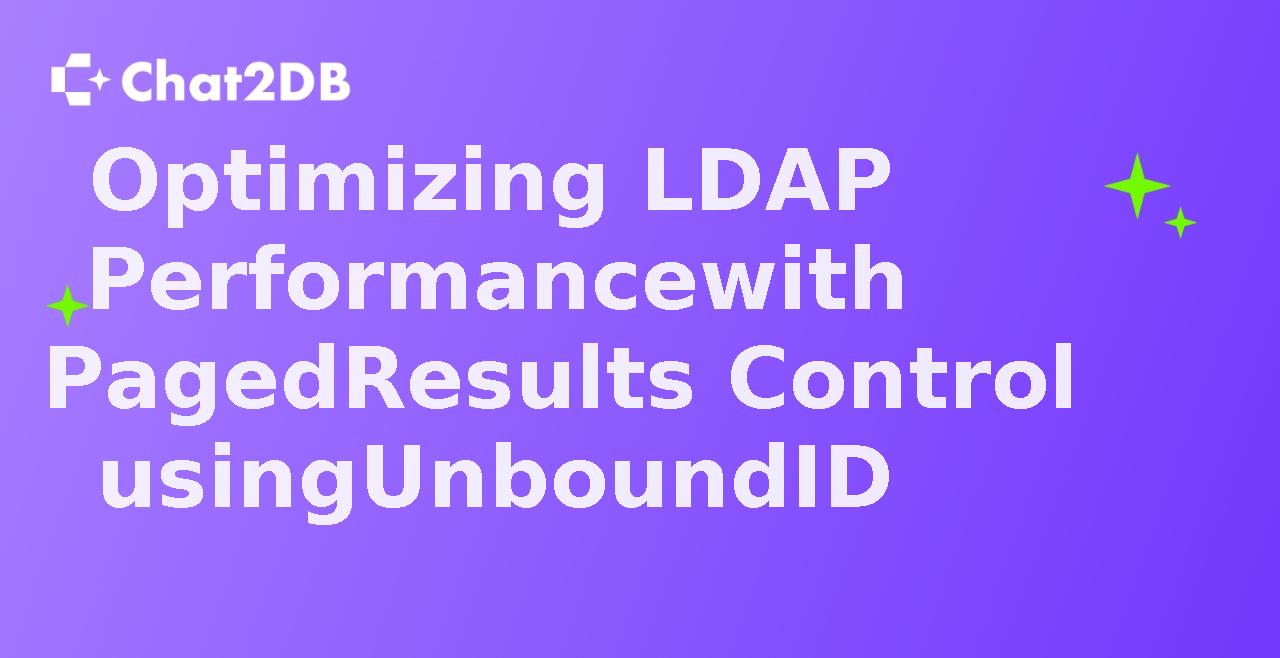 Chat2DB
Optimizing LDAP
Performancewith
PagedResults Control
usingUnboundID